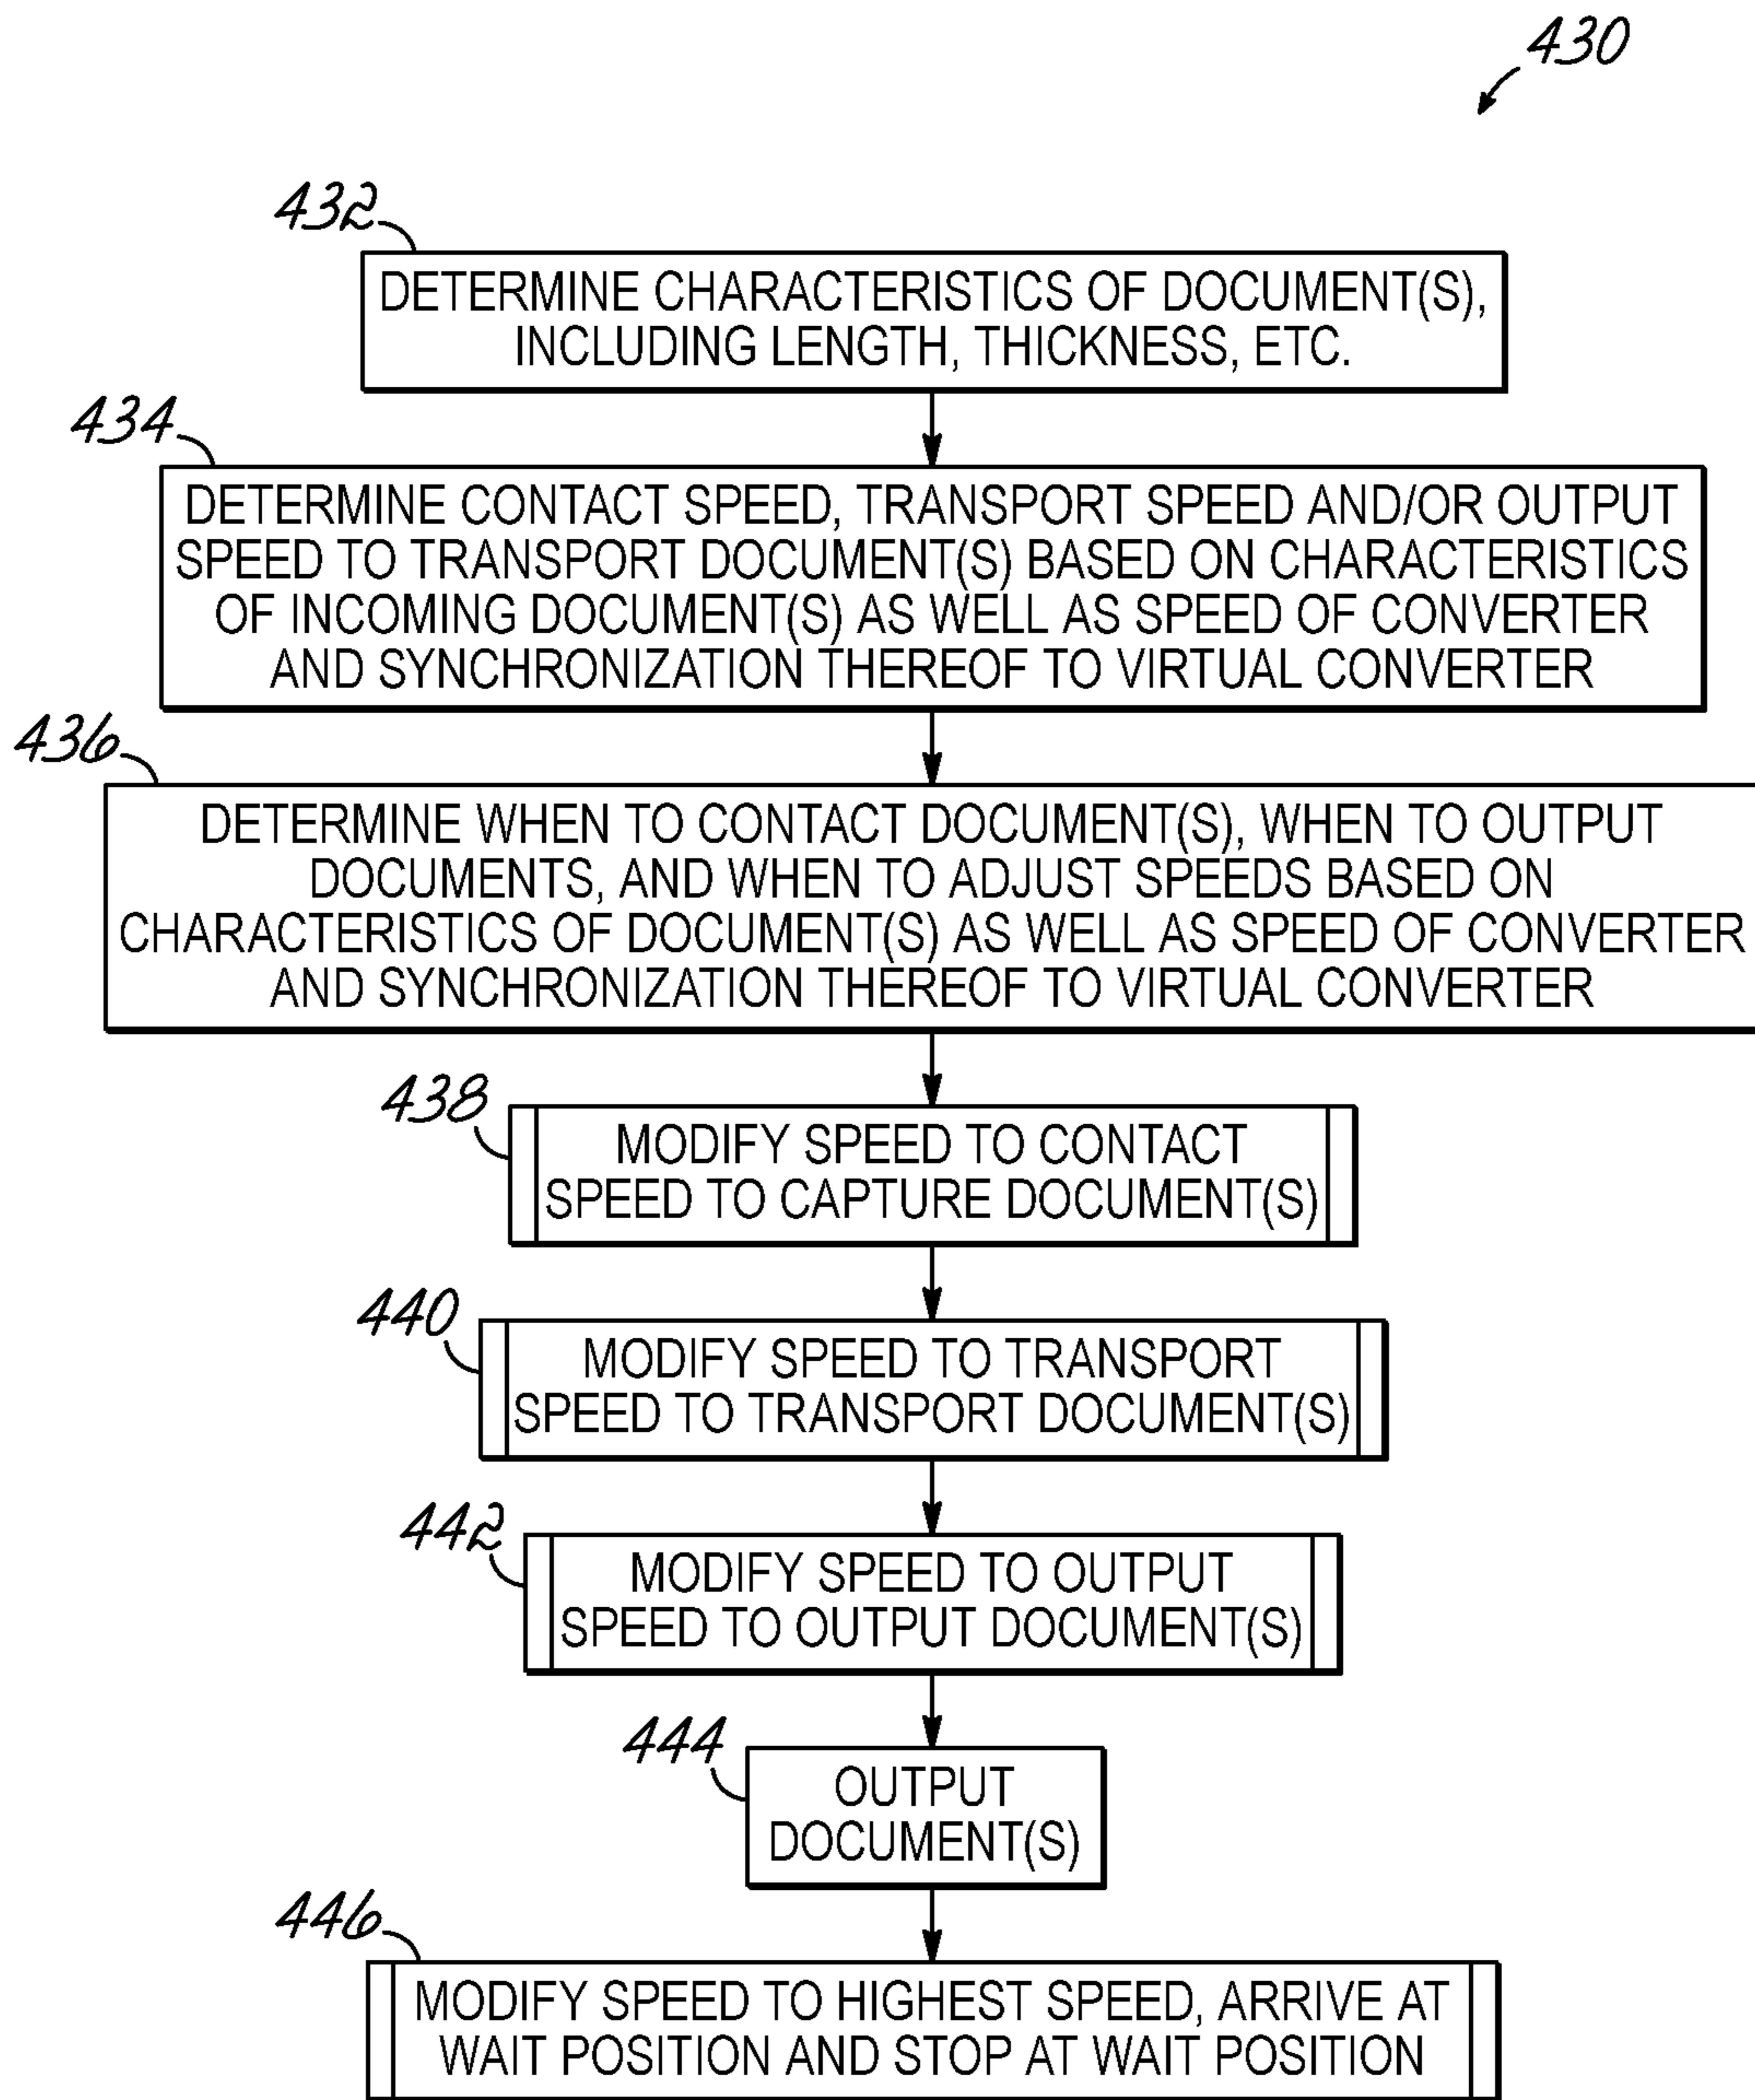 430
432
DETERMINE CHARACTERISTICS OF DOCUMENT(S),
INCLUDING LENGTH, THICKNESS, ETC.
434
DETERMINE CONTACT SPEED, TRANSPORT SPEED AND/OR OUTPUT
SPEED TO TRANSPORT DOCUMENT(S) BASED ON CHARACTERISTICS
OF INCOMING DOCUMENT(S) AS WELL AS SPEED OF CONVERTER
AND SYNCHRONIZATION THEREOF TO VIRTUAL CONVERTER
436
DETERMINE WHEN TO CONTACT DOCUMENT(S), WHEN TO OUTPUT
DOCUMENTS, AND WHEN TO ADJUST SPEEDS BASED ON
CHARACTERISTICS OF DOCUMENT(S) AS WELL AS SPEED OF CONVERTER
AND SYNCHRONIZATION THEREOF TO VIRTUAL CONVERTER
438
MODIFY SPEED TO CONTACT
SPEED TO CAPTURE DOCUMENT(S)
440
MODIFY SPEED TO TRANSPORT
SPEED TO TRANSPORT DOCUMENT(S)
442
MODIFY SPEED TO OUTPUT
SPEED TO OUTPUT DOCUMENT(S)
444
OUTPUT
DOCUMENT(S)
446
MODIFY SPEED TO HIGHEST SPEED, ARRIVE AT
WAIT POSITION AND STOP AT WAIT POSITION